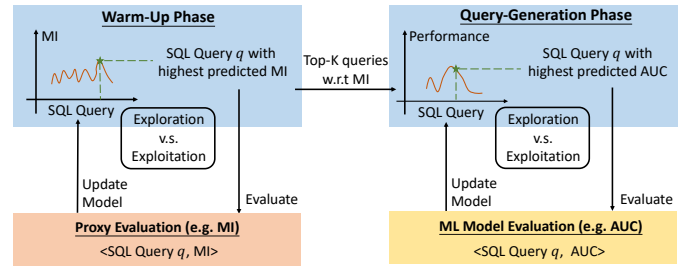 Warm-Up Phase
MI
SQL Query q with
highest predicted MI
SQL Query
Exploration
v.s.
Exploitation
Update
Model
Evaluate
Proxy Evaluation (e.g. MI)
<SQL Query q, MI>
Top-K queries
w.r.t MI
Query-Generation Phase
Performance
SQL Query q with
highest predicted AUC
SQL Query
Exploration
v.s.
Exploitation
Update
Model
Evaluate
ML Model Evaluation (e.g. AUC)
<SQL Query q, AUC>